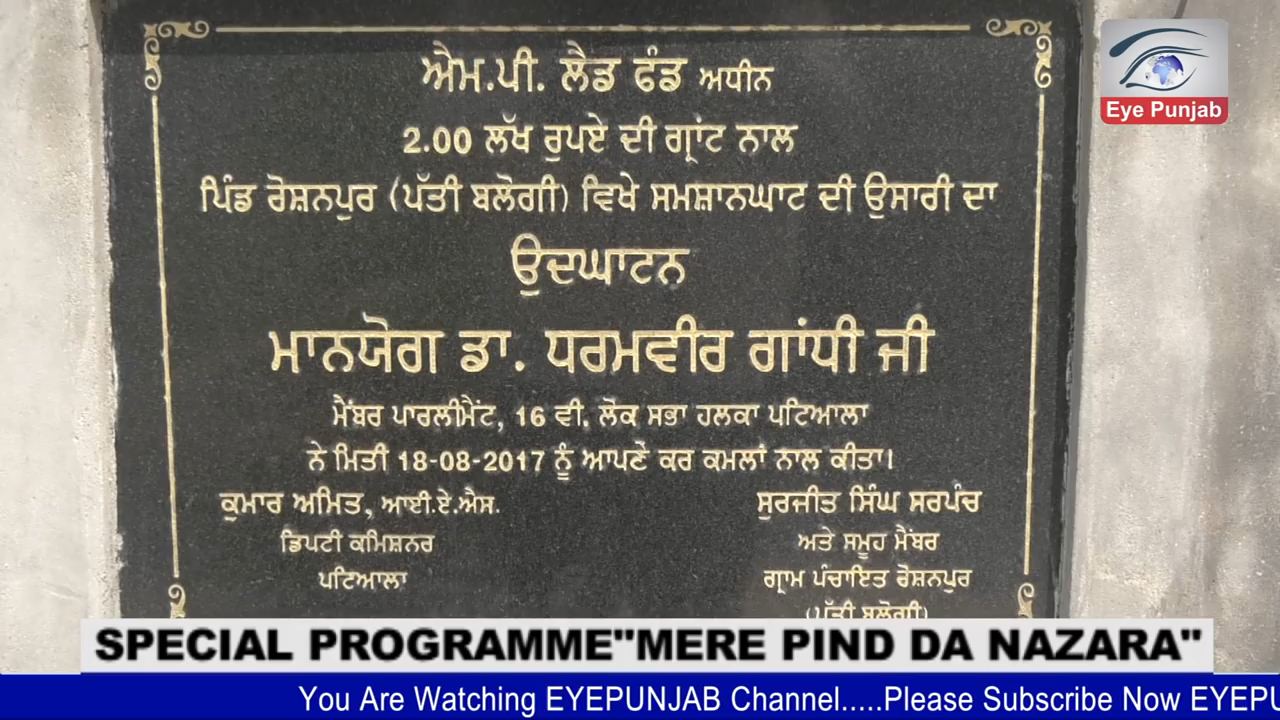 ਐਮ.ਪੀ. ਲੈਡ ਫੰਡ ਅਧੀਨ
2.00 ਲੱਖ ਰੁਪਏ ਦੀ ਗ੍ਰਾਂਟ ਨਾਲ
ਪਿੰਡ ਰੋਸ਼ਨਪੁਰ (ਪੱਤੀ ਬਲੋਗੀ) ਵਿਖੇ ਸਮਸ਼ਾਨਘਾਟ ਦੀ ਉਸਾਰੀ ਦਾ
ਉਦਘਾਟਨ
ਮਾਨਯੋਗ ਡਾ. ਧਰਮਵੀਰ ਗਾਂਧੀ ਜੀ
ਮੈਂਬਰ ਪਾਰਲੀਮੈਂਟ, 16 ਵੀਂ. ਲੋਕ ਸਭਾ ਹਲਕਾ ਪਟਿਆਲਾ
ਨੇ ਮਿਤੀ 18-08-2017 ਨੂੰ ਆਪਣੇ ਕਰ ਕਮਲਾਂ ਨਾਲ ਕੀਤਾ।
ਕੁਮਾਰ ਅਮਿਤ, ਆਈ.ਏ.ਐਸ.
ਡਿਪਟੀ ਕਮਿਸ਼ਨਰ
ਪਟਿਆਲਾ
ਸੁਰਜੀਤ ਸਿੰਘ ਸਰਪੰਚ
ਅਤੇ ਸਮੂਹ ਮੈਂਬਰ
ਗ੍ਰਾਮ ਪੰਚਾਇਤ ਰੋਸ਼ਨਪੁਰ
(ਪੱਤੀ ਬਲੋਗੀ)
Eye Punjab
SPECIAL PROGRAMME"MERE PIND DA NAZARA"
You Are Watching EYEPUNJAB Channel.....Please Subscribe Now EYEPU